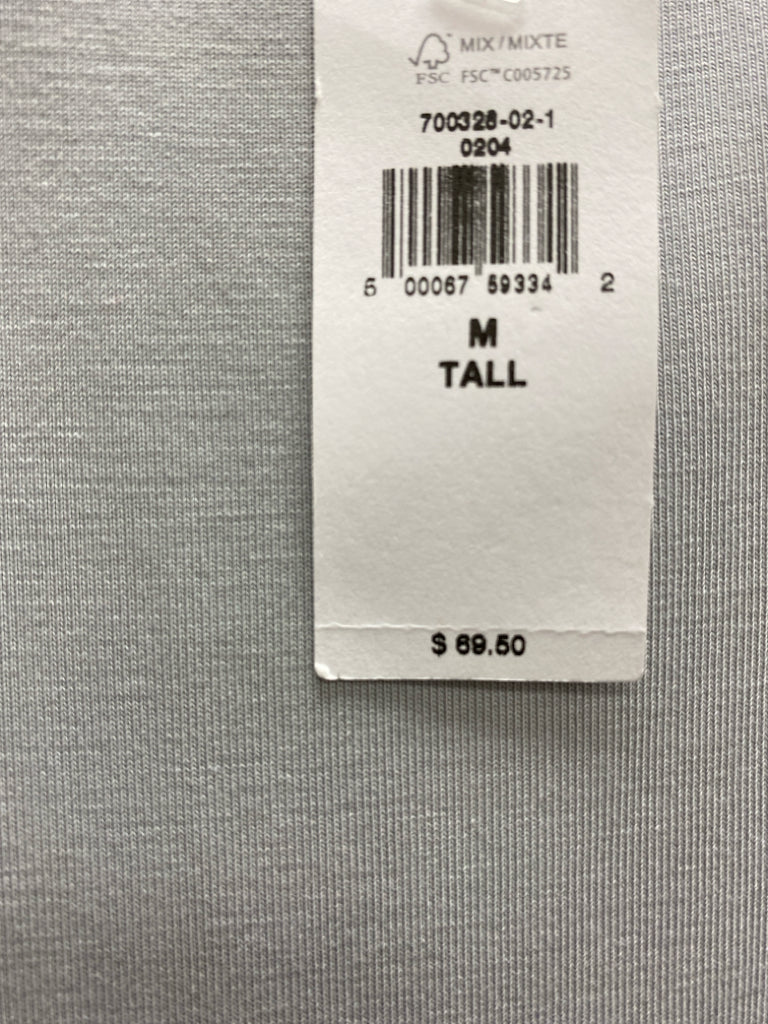 MIX / MIXTE
FSC FSC™ C005725
700328-02-1
0204
5 00067 59334 2
M
TALL
$ 69.50